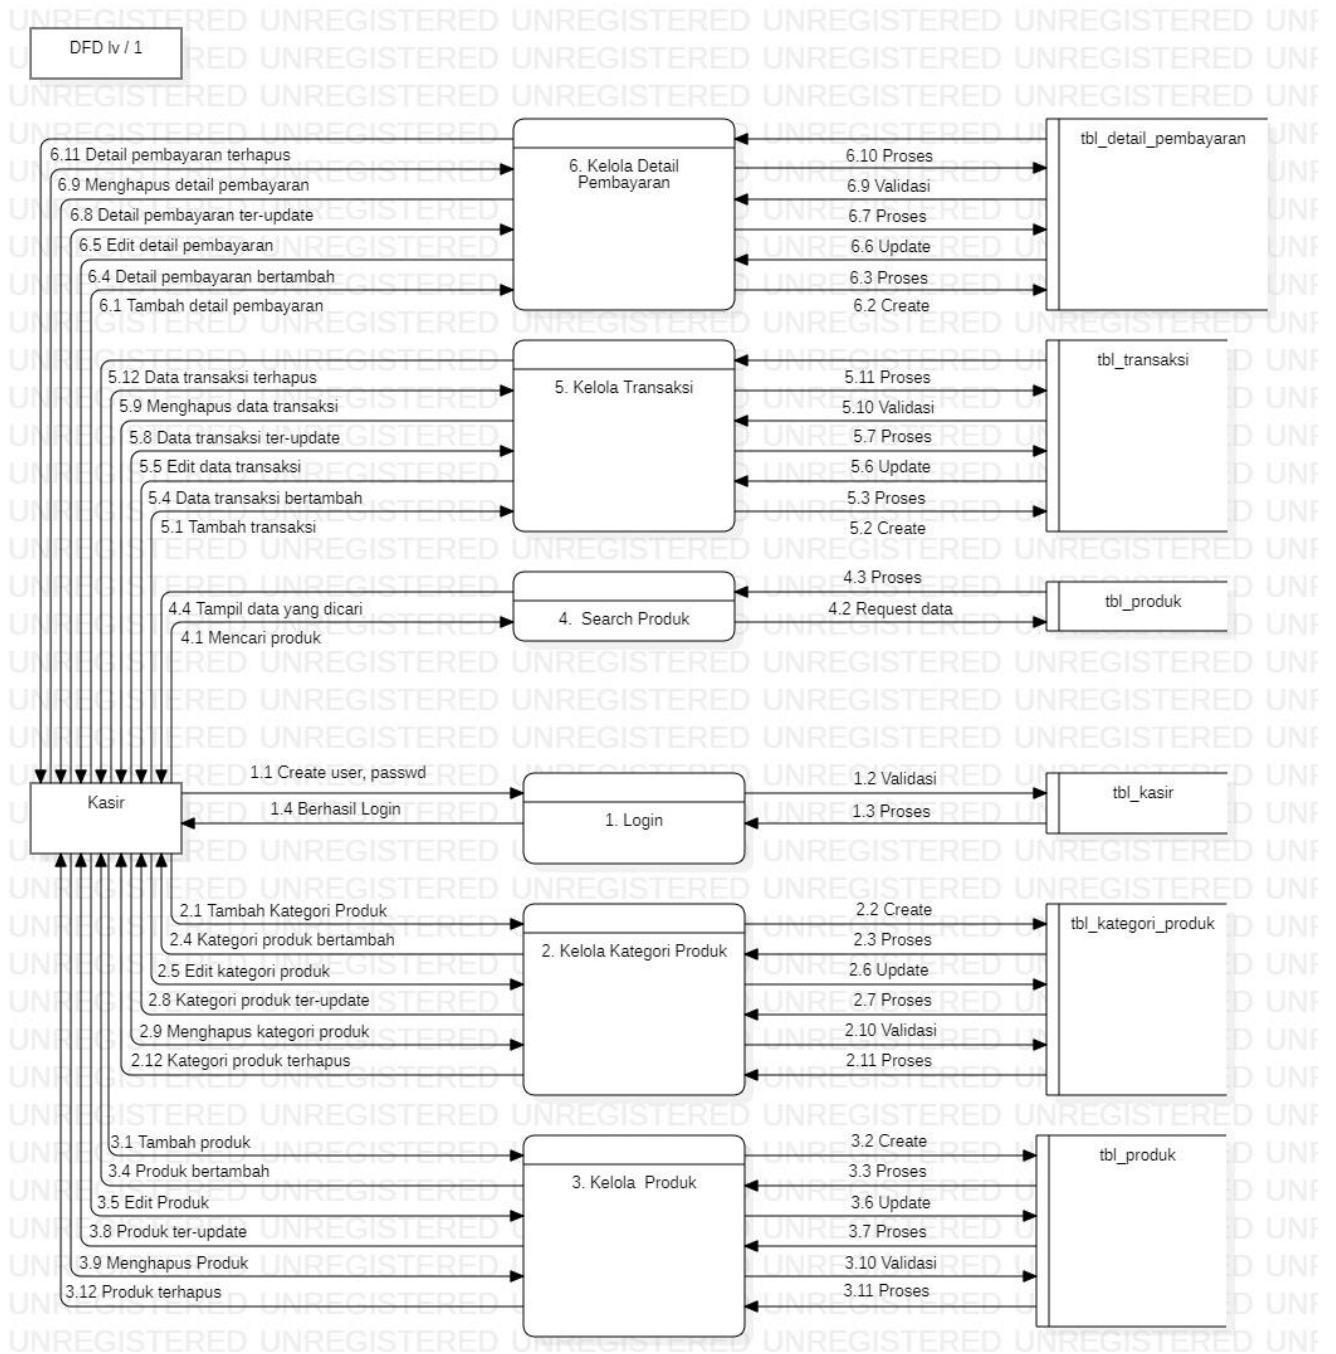 DFD lv / 1
6. Kelola Detail
Pembayaran
tbl_detail_pembayaran
6.11 Detail pembayaran terhapus
6.10 Proses
6.9 Menghapus detail pembayaran
6.9 Validasi
6.8 Detail pembayaran ter-update
6.7 Proses
6.5 Edit detail pembayaran
6.6 Update
6.4 Detail pembayaran bertambah
6.3 Proses
6.1 Tambah detail pembayaran
6.2 Create
5. Kelola Transaksi
tbl_transaksi
5.12 Data transaksi terhapus
5.11 Proses
5.9 Menghapus data transaksi
5.10 Validasi
5.8 Data transaksi ter-update
5.7 Proses
5.5 Edit data transaksi
5.6 Update
5.4 Data transaksi bertambah
5.3 Proses
5.1 Tambah transaksi
5.2 Create
4. Search Produk
tbl_produk
4.3 Proses
4.4 Tampil data yang dicari
4.2 Request data
4.1 Mencari produk
Kasir
1.1 Create user, passwd
1.4 Berhasil Login
1. Login
1.2 Validasi
1.3 Proses
tbl_kasir
2.1 Tambah Kategori Produk
2.2 Create
2.4 Kategori produk bertambah
2.3 Proses
2. Kelola Kategori Produk
tbl_kategori_produk
2.5 Edit kategori produk
2.6 Update
2.8 Kategori produk ter-update
2.7 Proses
2.9 Menghapus kategori produk
2.10 Validasi
2.12 Kategori produk terhapus
2.11 Proses
3.1 Tambah produk
3.2 Create
3.4 Produk bertambah
3.3 Proses
3. Kelola Produk
tbl_produk
3.5 Edit Produk
3.6 Update
3.8 Produk ter-update
3.7 Proses
3.9 Menghapus Produk
3.10 Validasi
3.12 Produk terhapus
3.11 Proses
UNREGISTERED